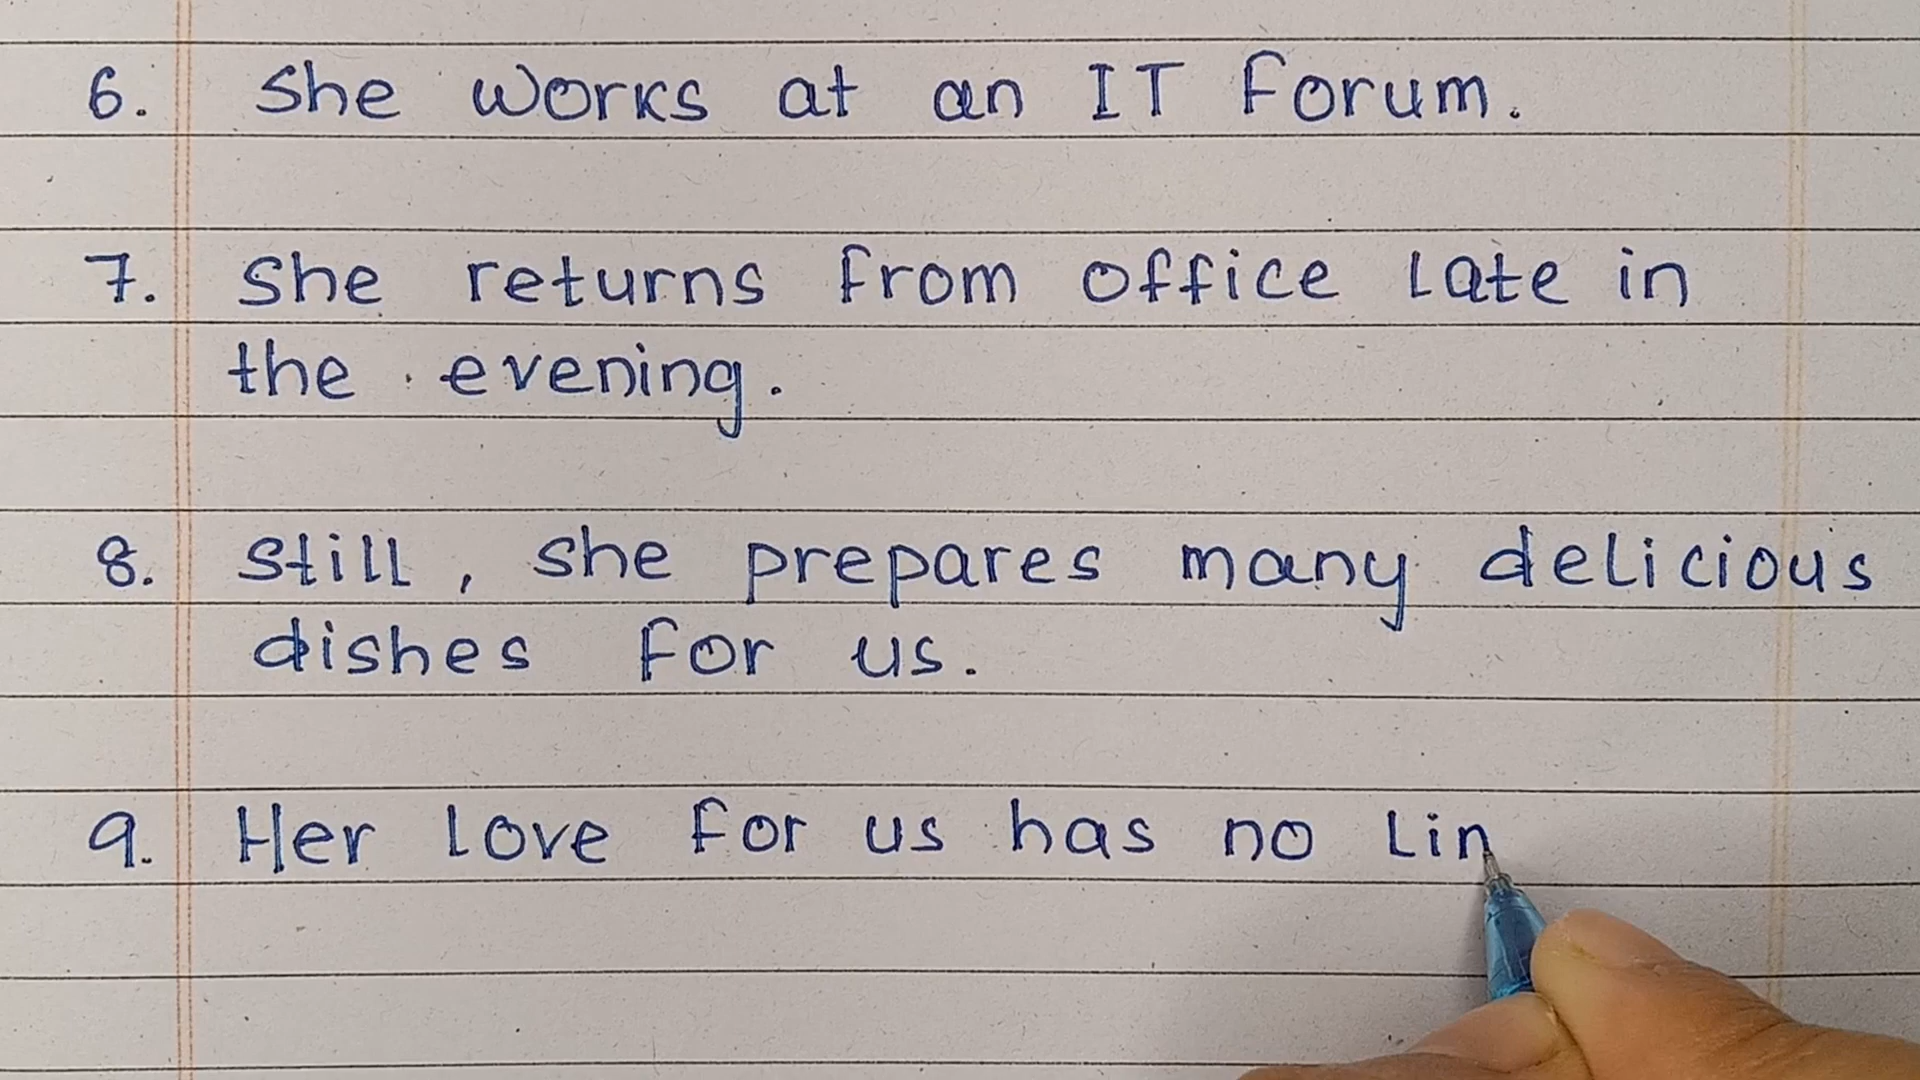 6. She works at an IT Forum.
7. She returns from office late in
the evening.
8. Still, she prepares many delicious
dishes for us.
9. Her love for us has no Lin